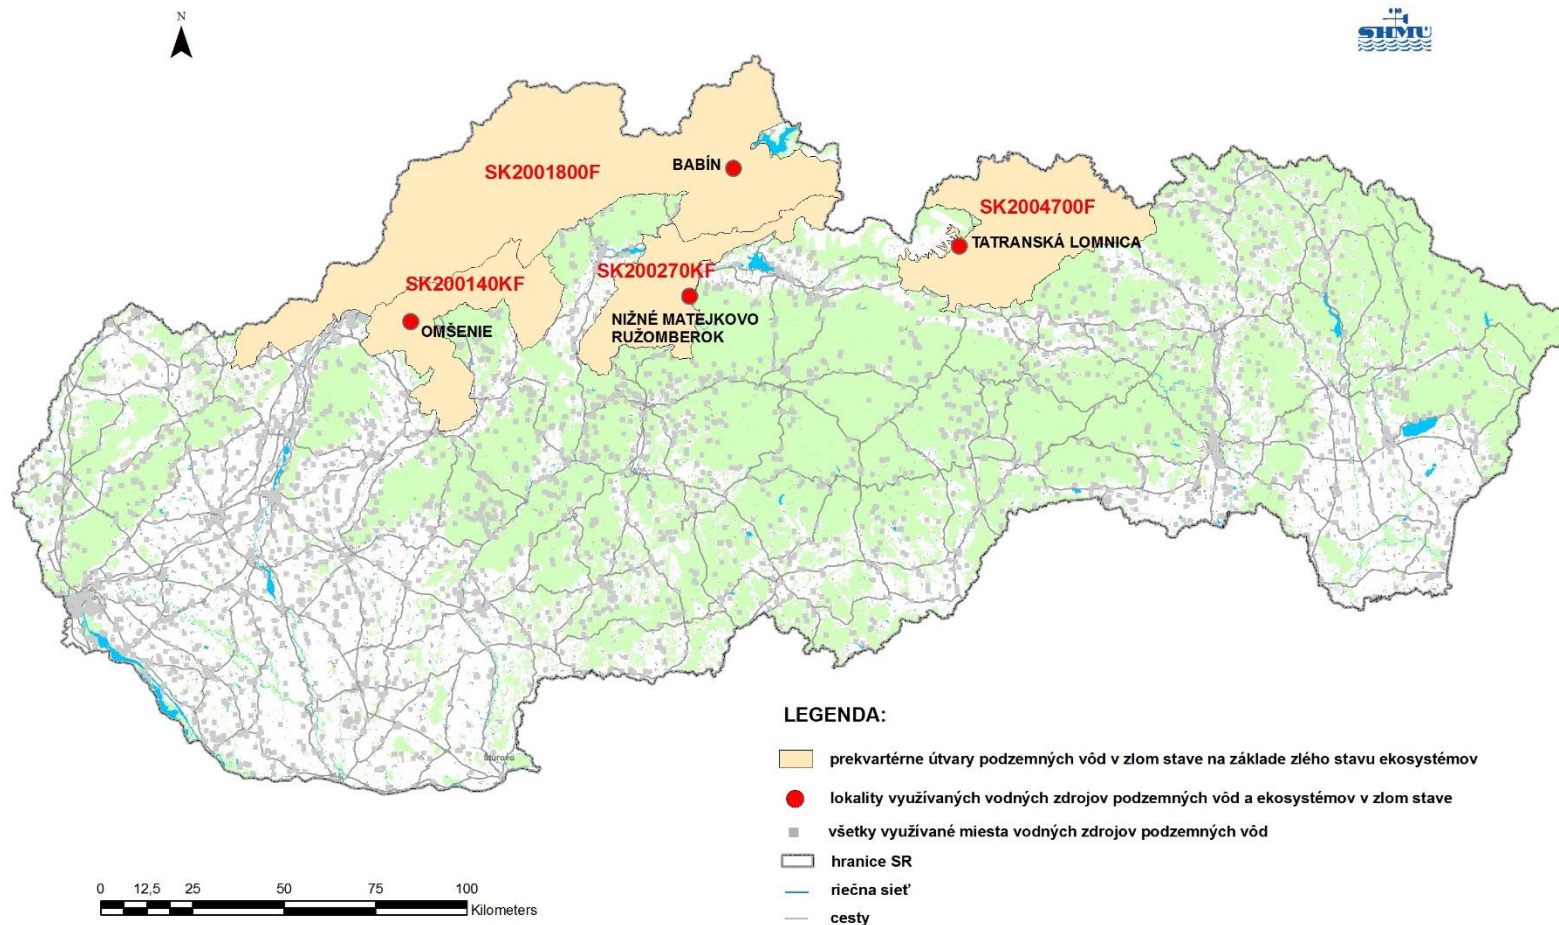 N
SHMÚ
SK2001800F
BABÍN
SK2004700F
TATRANSKÁ LOMNICA
SK200140KF
OMŠENIE
SK200270KF
NIŽNÉ MATEJKOVO
RUŽOMBEROK
Štúrovo
LEGENDA:
prekvartérne útvary podzemných vôd v zlom stave na základe zlého stavu ekosystémov
lokality využívaných vodných zdrojov podzemných vôd a ekosystémov v zlom stave
všetky využívané miesta vodných zdrojov podzemných vôd
hranice SR
riečna sieť
cesty
0 12,5 25 50 75 100
Kilometers